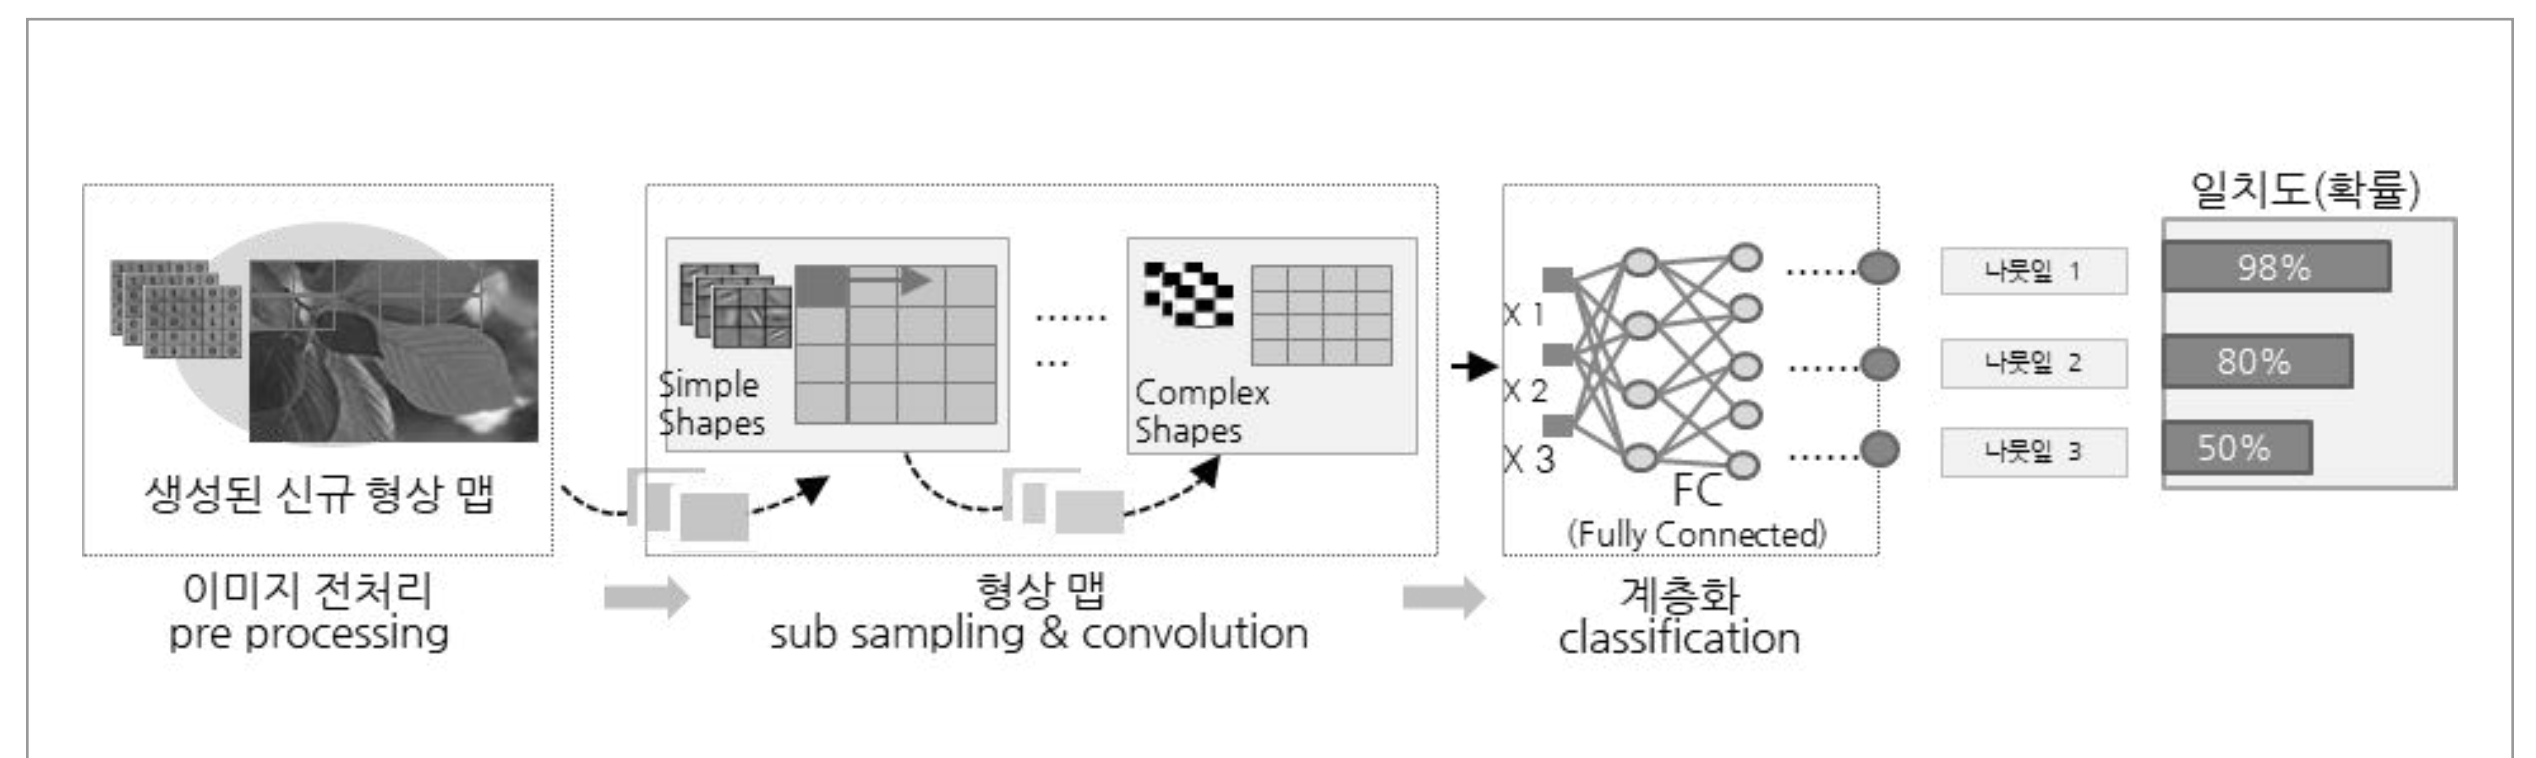 생성된 신규 형상 맵
이미지 전처리
pre processing
Simple
Shapes
......
...
Complex
Shapes
형상 맵
sub sampling & convolution
X 1
X 2
X 3
FC
(Fully Connected)
계층화
classification
나뭇잎 1
나뭇잎 2
나뭇잎 3
일치도(확률)
98%
80%
50%